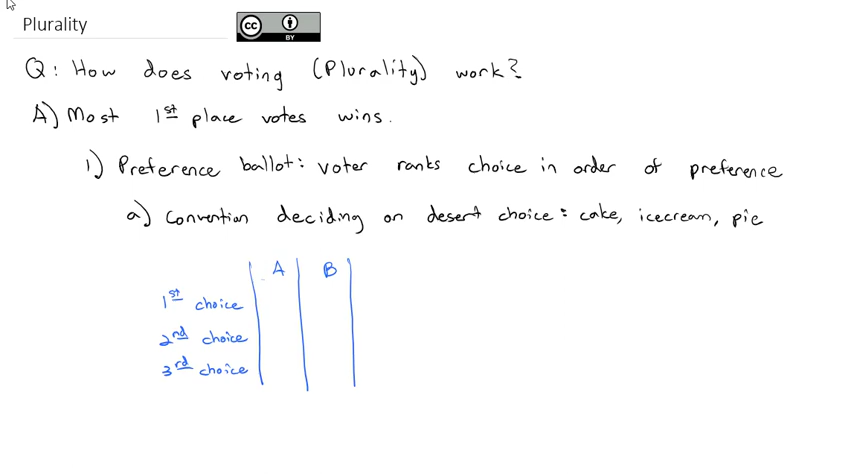 Plurality
CC BY
Q: How does voting (Plurality) work?
A) Most 1st place votes wins.
1) Preference ballot: voter ranks choice in order of preference
a) Convention deciding on desert choice: cake, icecream, pie
A B
1st choice
2nd choice
3rd choice